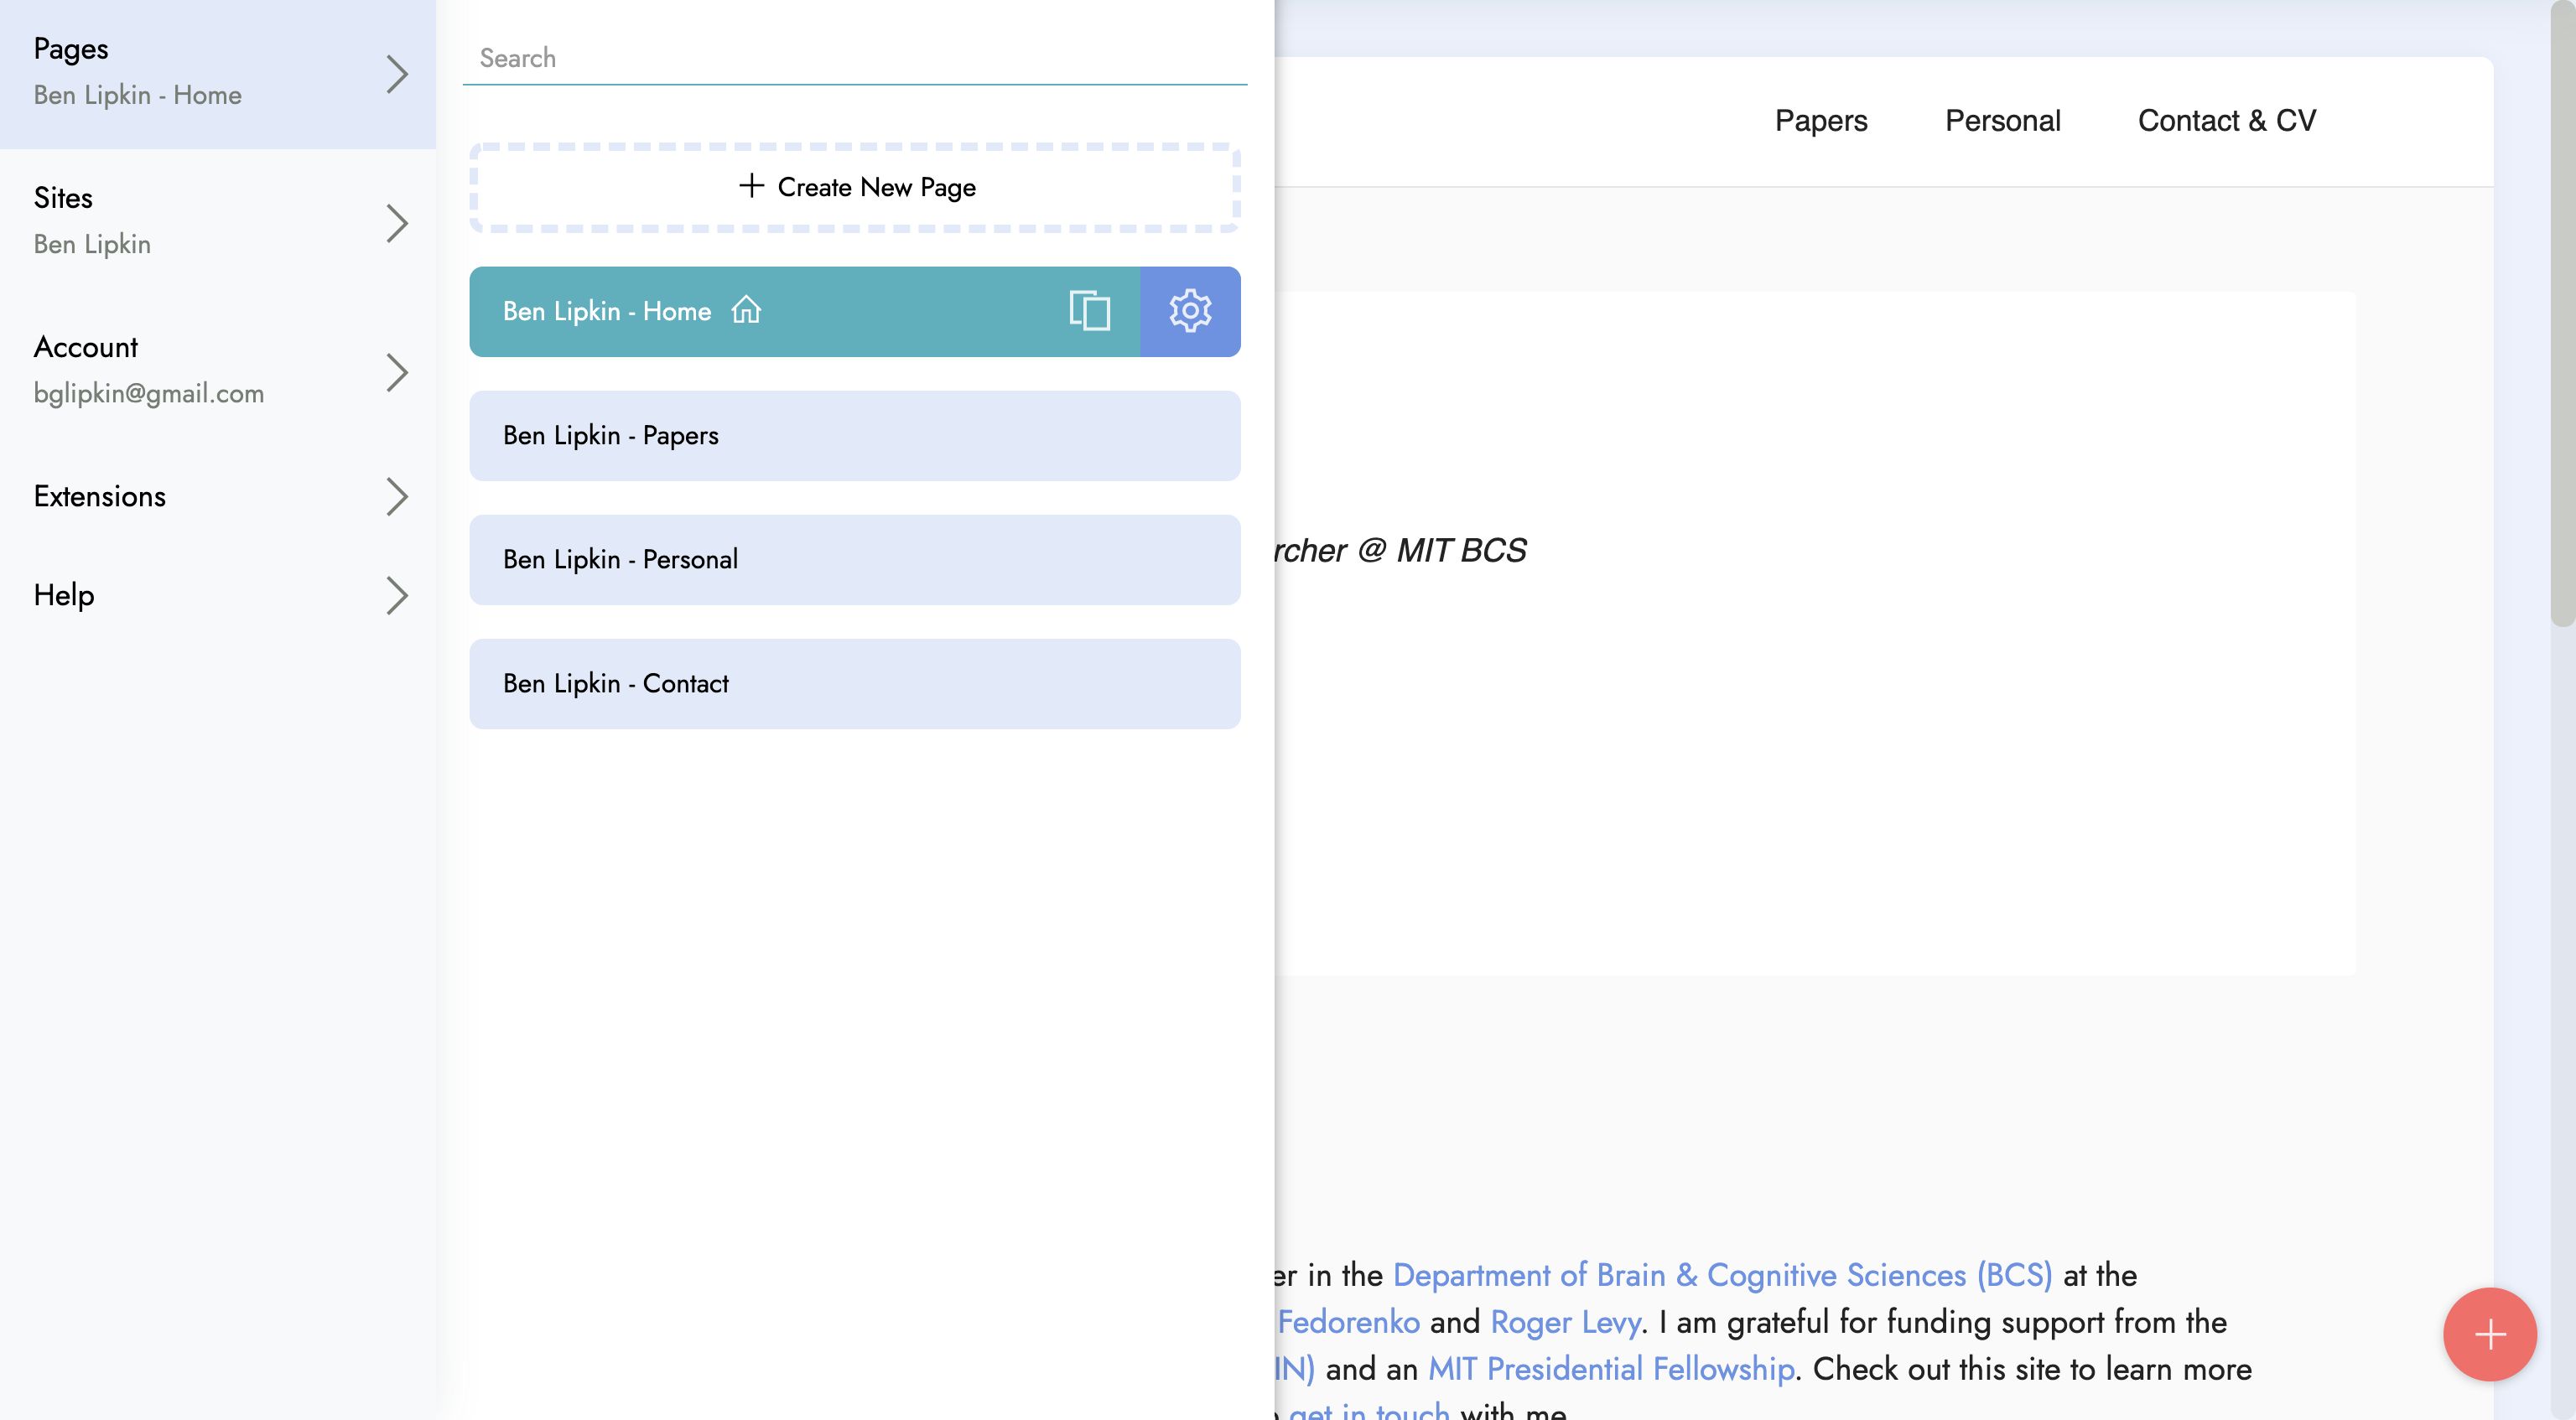 Pages
Ben Lipkin - Home
Sites
Ben Lipkin
Account
bglipkin@gmail.com
Extensions
Help
Search
Create New Page
Ben Lipkin - Home
Ben Lipkin - Papers
Ben Lipkin - Personal
Ben Lipkin - Contact
Papers Personal Contact & CV
rcher @ MIT BCS
er in the Department of Brain & Cognitive Sciences (BCS) at the
Fedorenko and Roger Levy. I am grateful for funding support from the
IN) and an MIT Presidential Fellowship. Check out this site to learn more
get in touch with me